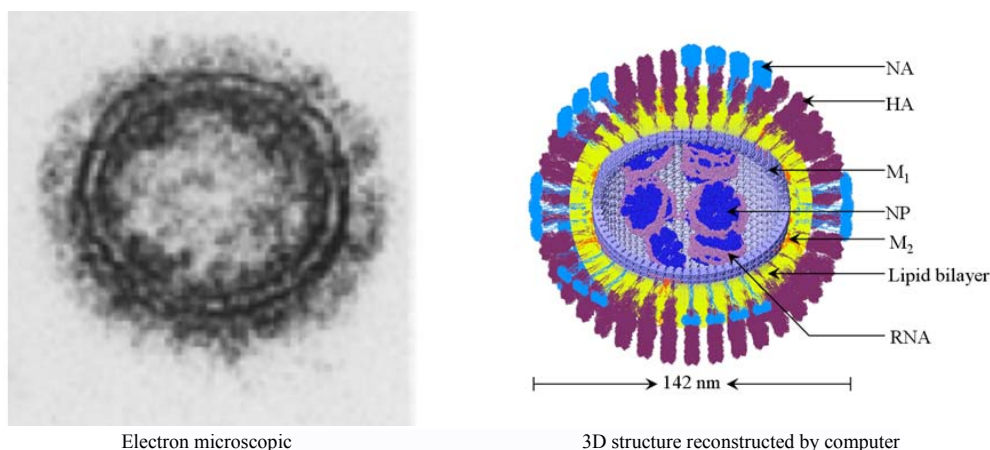 NA
HA
M1
NP
M2
Lipid bilayer
RNA
142 nm
Electron microscopic
3D structure reconstructed by computer